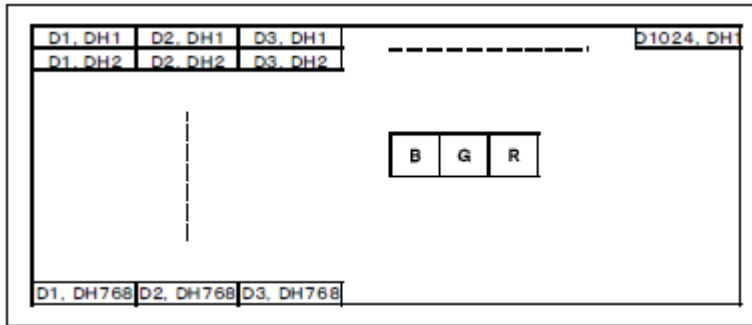 D1, DH1 D2, DH1 D3, DH1 D1024, DH1
D1, DH2 D2, DH2 D3, DH2
B G R
D1, DH768 D2, DH768 D3, DH768